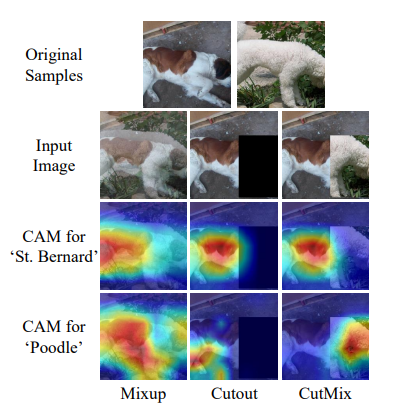 Original
Samples
Input
Image
CAM for
‘St. Bernard’
CAM for
‘Poodle’
Mixup Cutout CutMix